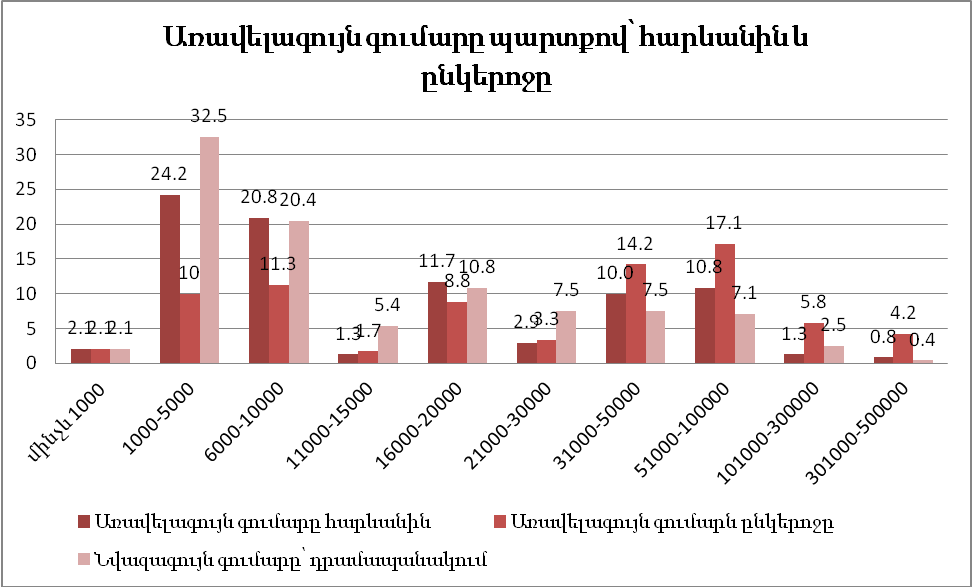 Առավելագույն գումարը պարտքով՝ հարևանին և
ընկերոջը
35
30
25
20
15
10
5
0
2.1 2.1 2.1
24.2 10 32.5
20.8 11.3 20.4
1.3 1.7 5.4
11.7 8.8 10.8
2.9 3.3 7.5
10.0 14.2 7.5
10.8 17.1 7.1
1.3 5.8 2.5
0.8 4.2 0.4
մինչև 1000
1000-5000
6000-10000
11000-15000
16000-20000
21000-30000
31000-50000
51000-100000
101000-300000
301000-500000
Առավելագույն գումարը հարևանին
Առավելագույն գումարն ընկերոջը
Նվազագույն գումարը՝ դրամապանակում